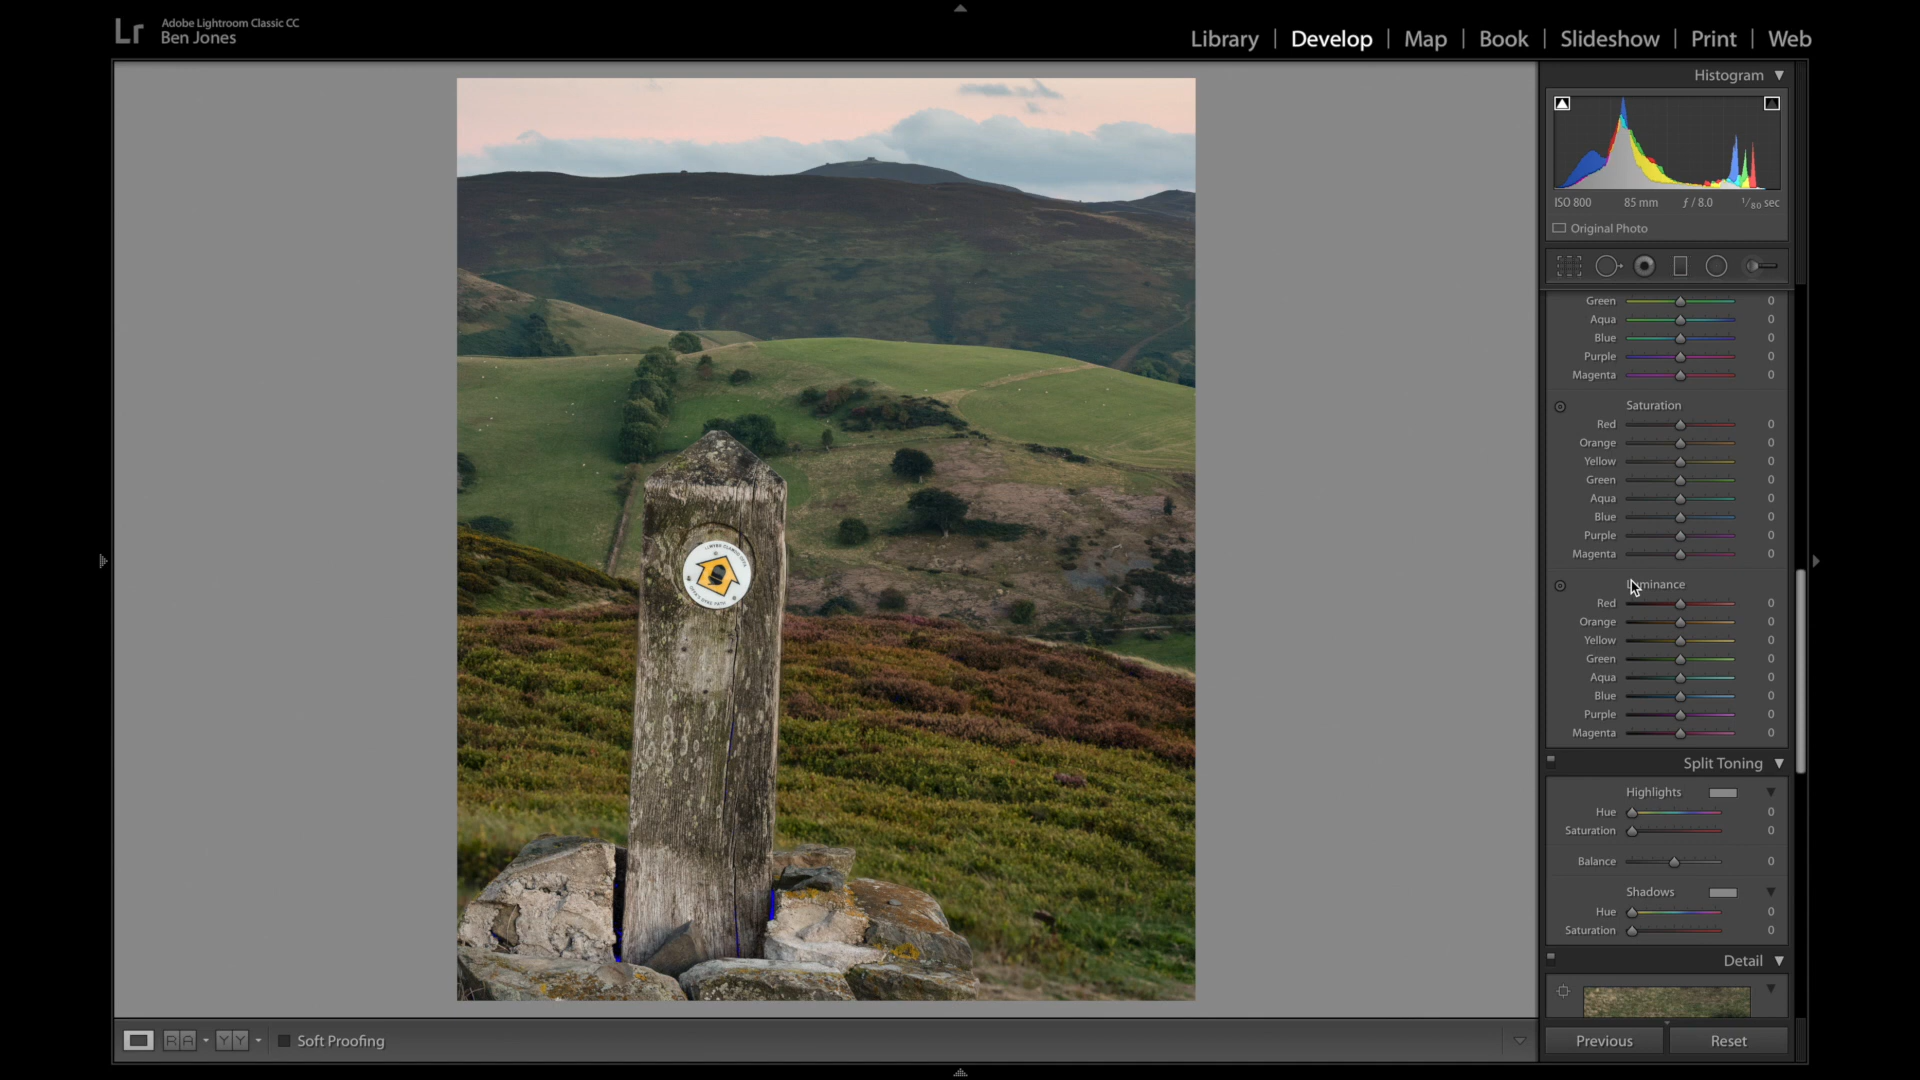 Adobe Lightroom Classic CC
Ben Jones
Library | Develop | Map | Book | Slideshow | Print | Web
Histogram
ISO 800 85 mm ƒ / 8.0 1/80 sec
Original Photo
Green 0
Aqua 0
Blue 0
Purple 0
Magenta 0
Saturation
Red 0
Orange 0
Yellow 0
Green 0
Aqua 0
Blue 0
Purple 0
Magenta 0
Luminance
Red 0
Orange 0
Yellow 0
Green 0
Aqua 0
Blue 0
Purple 0
Magenta 0
Split Toning
Highlights
Hue 0
Saturation 0
Balance 0
Shadows
Hue 0
Saturation 0
Detail
R A Y Y Soft Proofing
Previous Reset